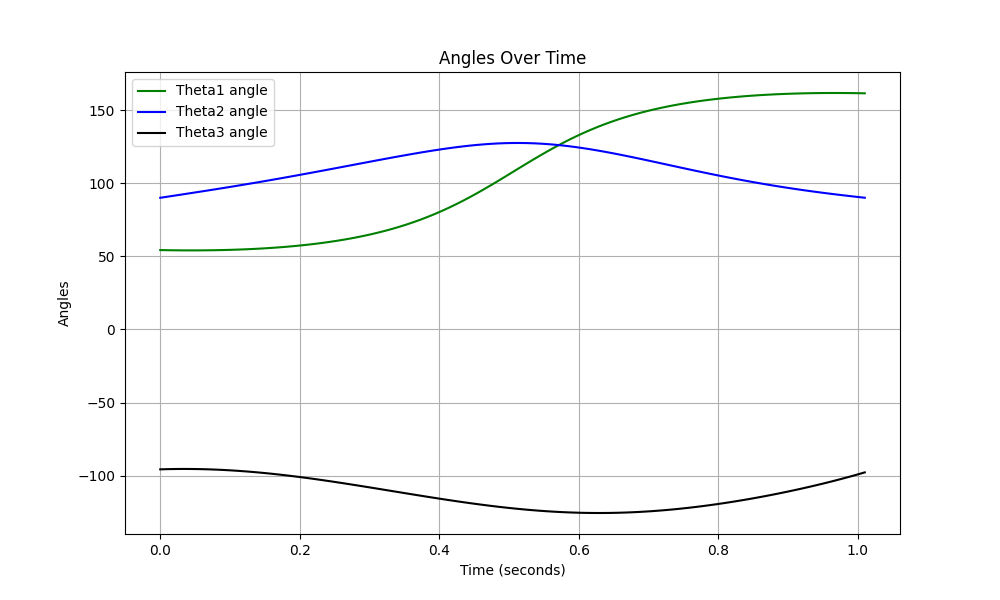 Angles Over Time
Theta1 angle
Theta2 angle
Theta3 angle
150
100
50
0
−50
−100
Angles
0.0 0.2 0.4 0.6 0.8 1.0
Time (seconds)